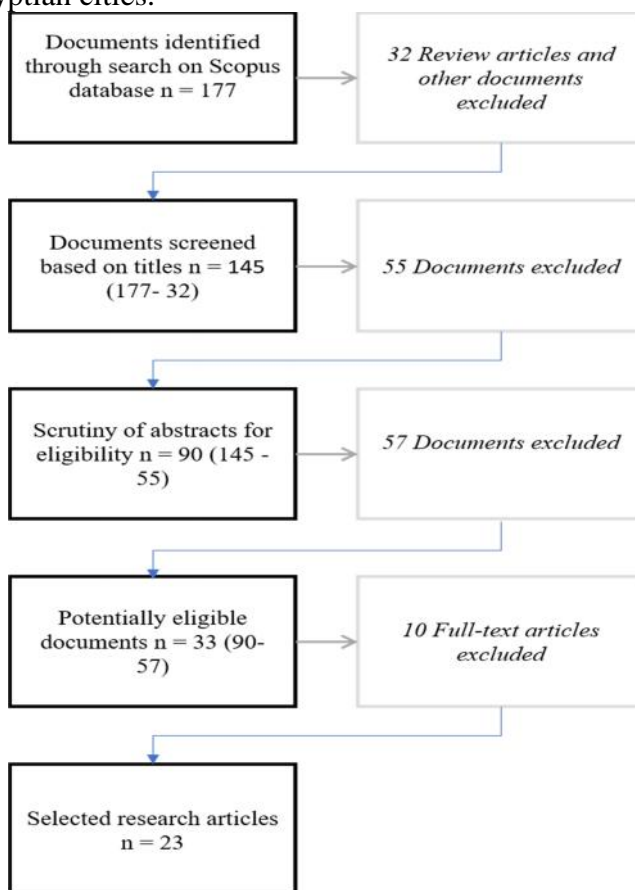 yptian cities.
Documents identified
through search on Scopus
database n = 177
32 Review articles and
other documents
excluded
Documents screened
based on titles n = 145
(177- 32)
55 Documents excluded
Scrutiny of abstracts for
eligibility n = 90 (145 -
55)
57 Documents excluded
Potentially eligible
documents n = 33 (90-
57)
10 Full-text articles
excluded
Selected research articles
n = 23